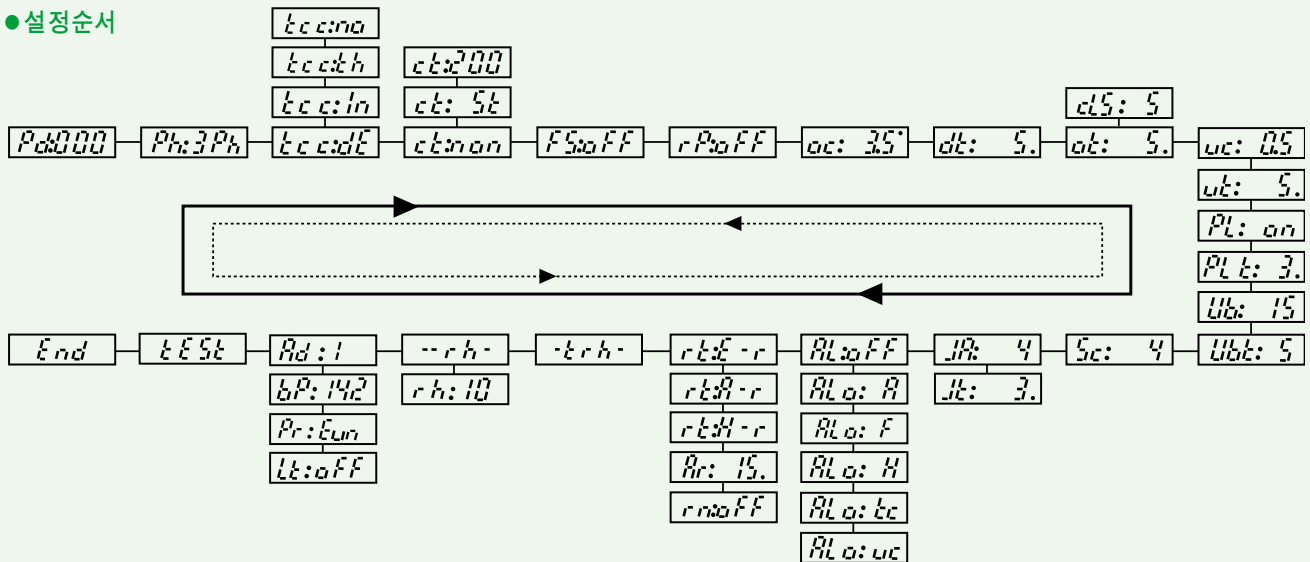 ●설정순서
tcc:no
tcc:th
ct:200
tcc:In
ct: 5t
dS: 5
Pd:000
Ph:3Ph
tcc:dE
ct:non
FS:oFF
rP:oFF
oc: 3.5
dt: 5.
ot: 5.
uc: 0.5
ut: 5.
PL: on
PLt: 3.
Ub: 15
End
tESt
Ad:1
--rh-
-trh-
rt:E-r
AL:oFF
JA: 4
Sc: 4
Ubt: 5
bP:142
rh:10
rt:A-r
ALo: A
Jt: 3.
Pr:Eun
rt:H-r
ALo: F
Lt:oFF
Ar: 15.
ALo: H
rn:oFF
ALo:tc
ALo:uc